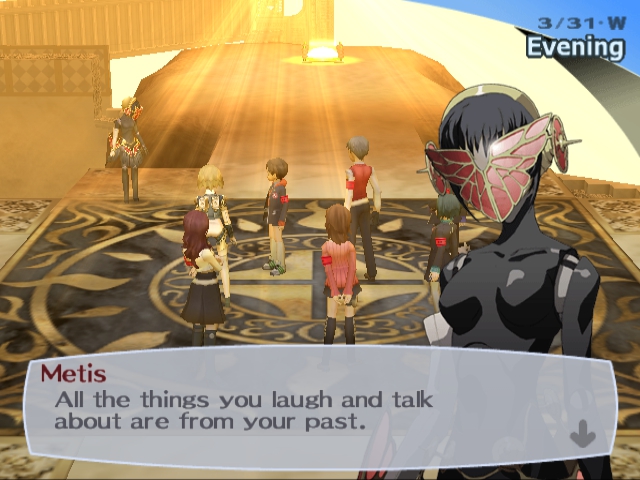 3/31・W
Evening
Metis
All the things you laugh and talk
about are from your past.